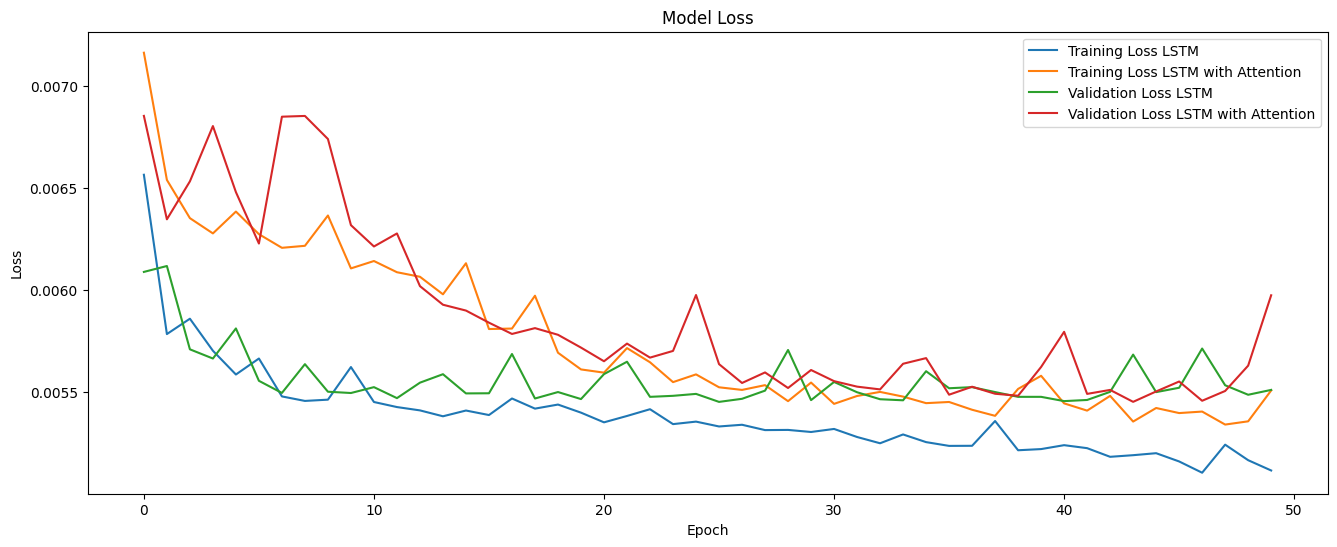 Model Loss
Training Loss LSTM
Training Loss LSTM with Attention
Validation Loss LSTM
Validation Loss LSTM with Attention
0.0070
0.0065
0.0060
0.0055
Loss
0 10 20 30 40 50
Epoch